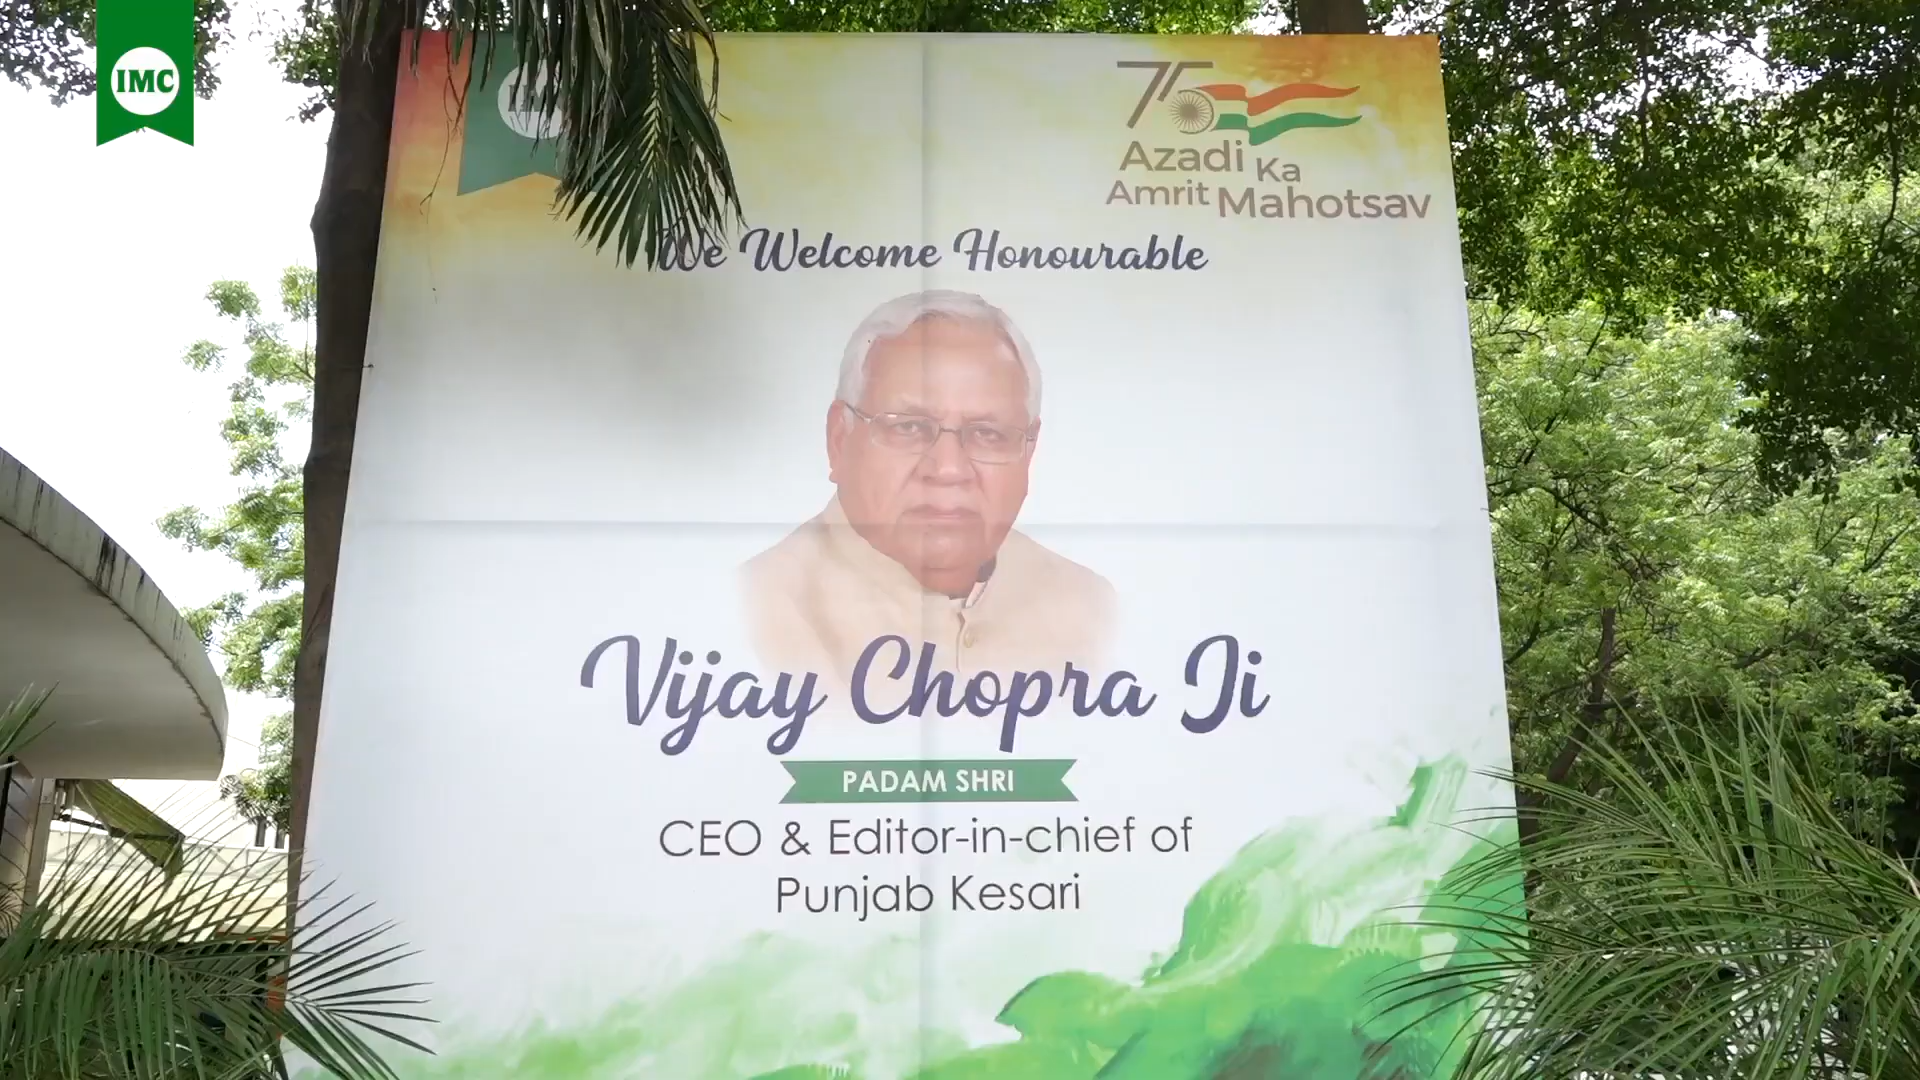 IMC
IMC
75
Azadi Ka
Amrit Mahotsav
We Welcome Honourable
Vijay Chopra Ji
PADAM SHRI
CEO & Editor-in-chief of
Punjab Kesari